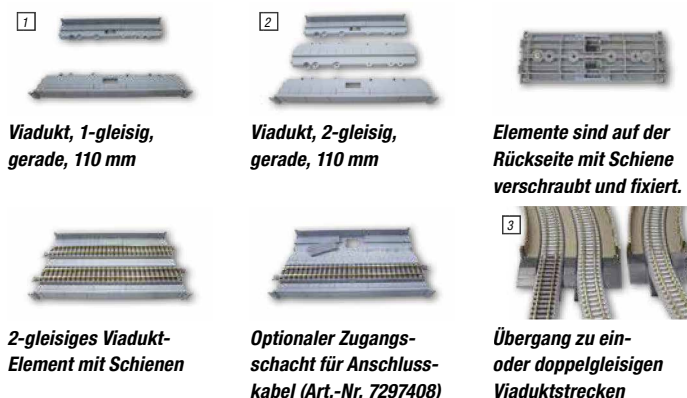 1
Viadukt, 1-gleisig,
gerade, 110 mm
2
Viadukt, 2-gleisig,
gerade, 110 mm
Elemente sind auf der
Rückseite mit Schiene
verschraubt und fixiert.
2-gleisiges Viadukt-
Element mit Schienen
Optionaler Zugangs-
schacht für Anschluss-
kabel (Art.-Nr. 7297408)
3
Übergang zu ein-
oder doppelgleisigen
Viaduktstrecken